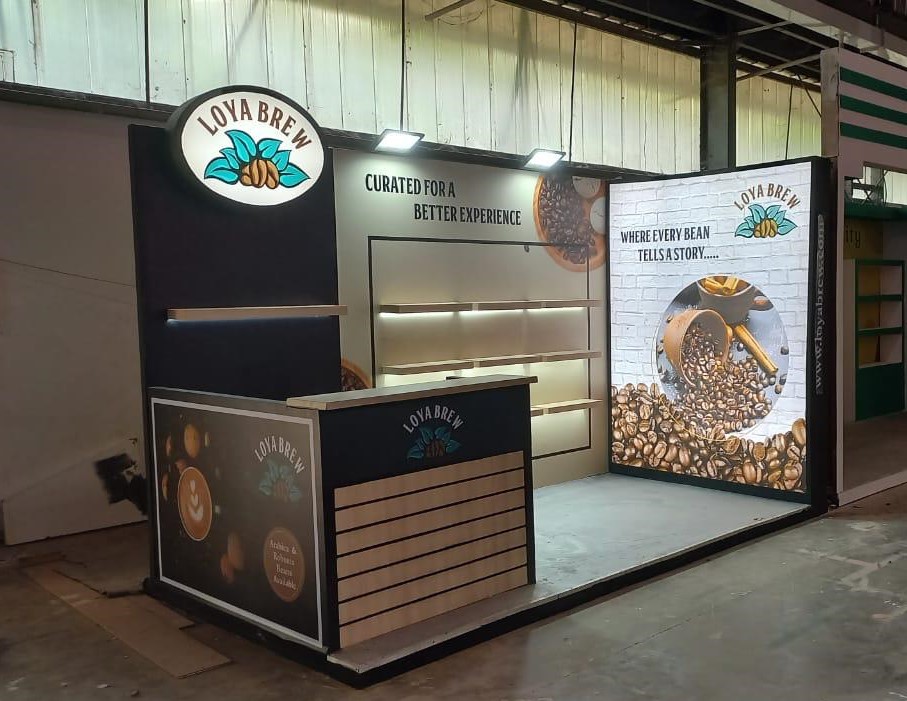 LOYA BREW
CURATED FOR A
BETTER EXPERIENCE
LOYA BREW
WHERE EVERY BEAN
TELLS A STORY.....
www.loyabrew.com
ity
LOYA BREW
LOYA BREW
Arabica &
Robusta
Beans
Available